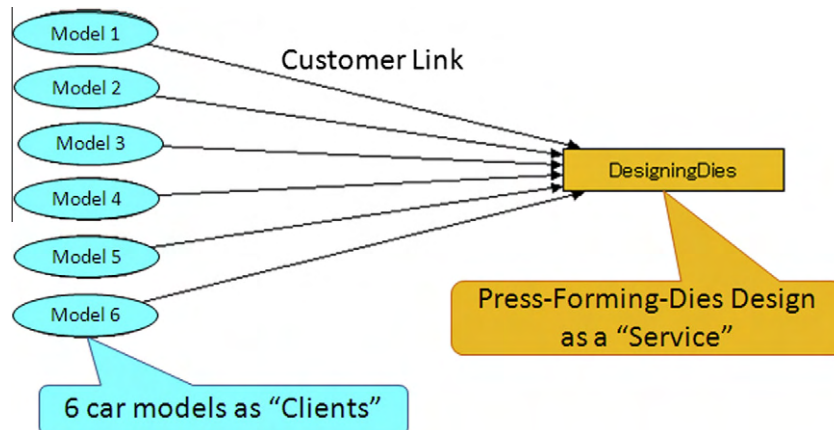 Model 1
Customer Link
Model 2
Model 3
DesigningDies
Model 4
Model 5
Press-Forming-Dies Design
as a “Service”
Model 6
6 car models as “Clients”